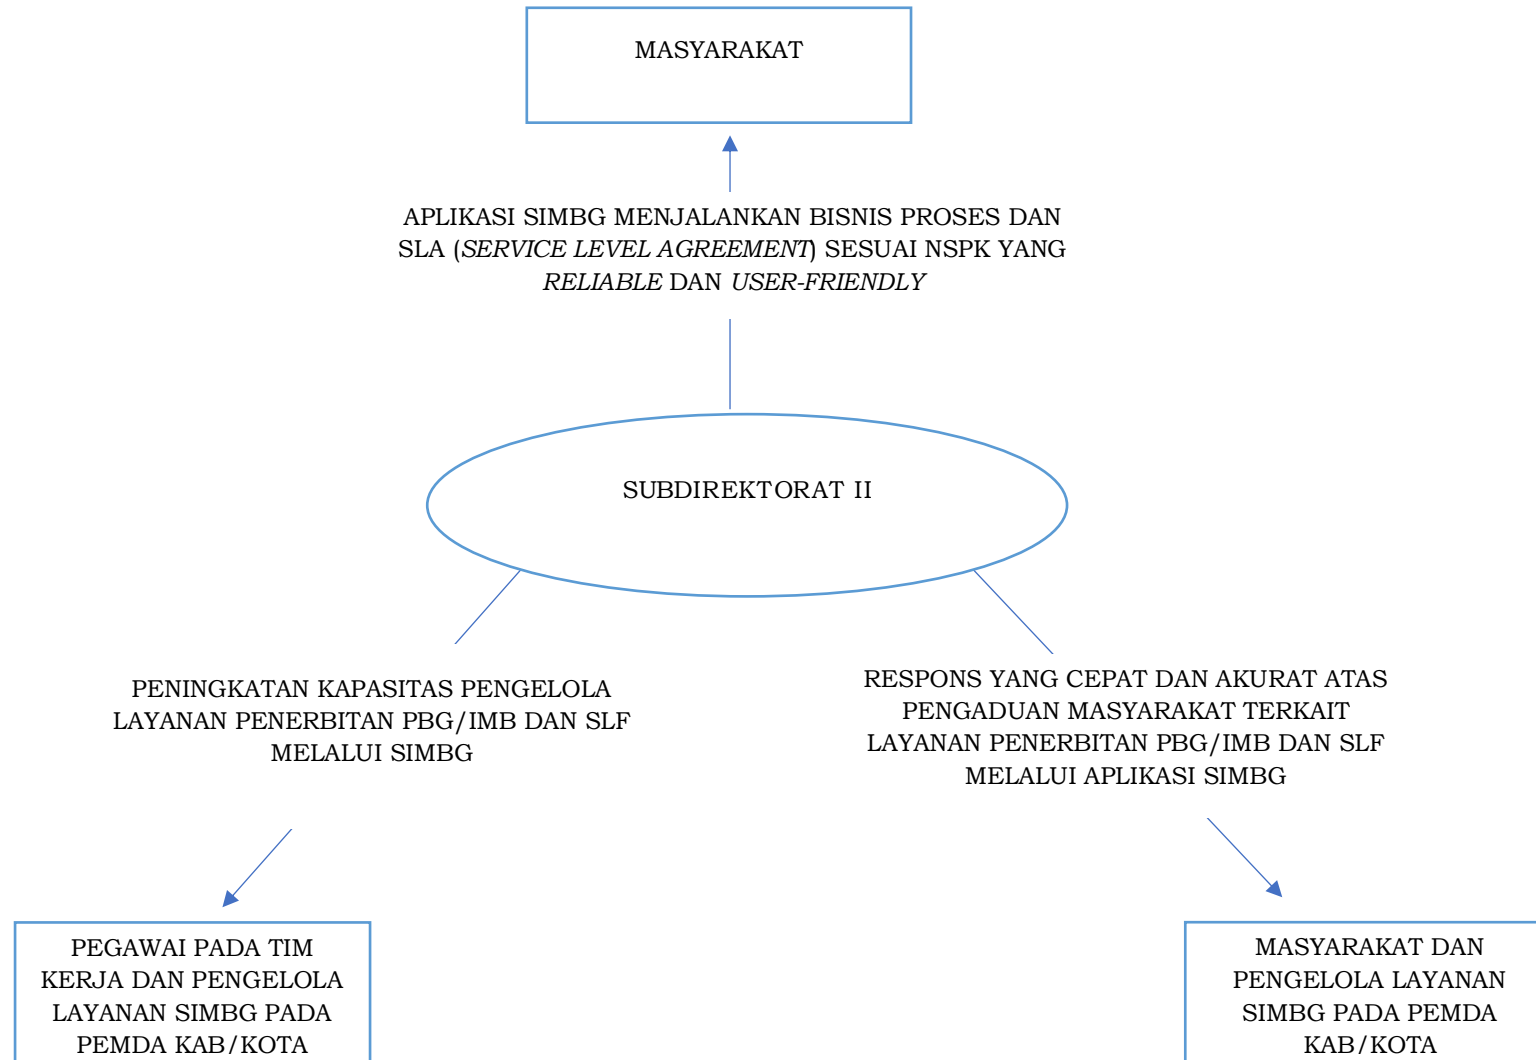 MASYARAKAT
APLIKASI SIMBG MENJALANKAN BISNIS PROSES DAN
SLA (SERVICE LEVEL AGREEMENT) SESUAI NSPK YANG
RELIABLE DAN USER-FRIENDLY
SUBDIREKTORAT II
PENINGKATAN KAPASITAS PENGELOLA
LAYANAN PENERBITAN PBG/IMB DAN SLF
MELALUI SIMBG
RESPONS YANG CEPAT DAN AKURAT ATAS
PENGADUAN MASYARAKAT TERKAIT
LAYANAN PENERBITAN PBG/IMB DAN SLF
MELALUI APLIKASI SIMBG
PEGAWAI PADA TIM
KERJA DAN PENGELOLA
LAYANAN SIMBG PADA
PEMDA KAB/KOTA
MASYARAKAT DAN
PENGELOLA LAYANAN
SIMBG PADA PEMDA
KAB/KOTA